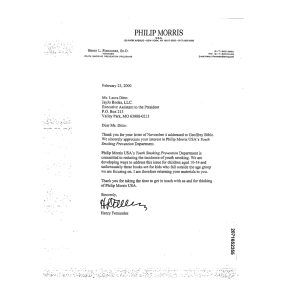 PHILIP MORRIS
U.S.A.
February 23, 2000
Ms. Laura Ditto
JayJo Books, LLC.
Executive Assistant to the President
P.O. Box 213
Valley Park, MO 63088-0213
Dear Ms. Ditto:
Thank you for your letter of November 4 addressed to Geoffrey Bible.
We sincerely appreciate your interest in Philip Morris USA's Youth
Smoking Prevention Department.
Philip Morris USA's Youth Smoking Prevention Department is
committed to reducing the incidence of youth smoking. We are
developing ways to address this issue for children aged 10-14 and
unfortunately these books are for kids who fall outside the age group
we are focusing on. I am therefore returning your materials to you.
Thank you for taking the time to get in touch with us and for thinking
of Philip Morris USA.
Sincerely,
Henry Fernandez